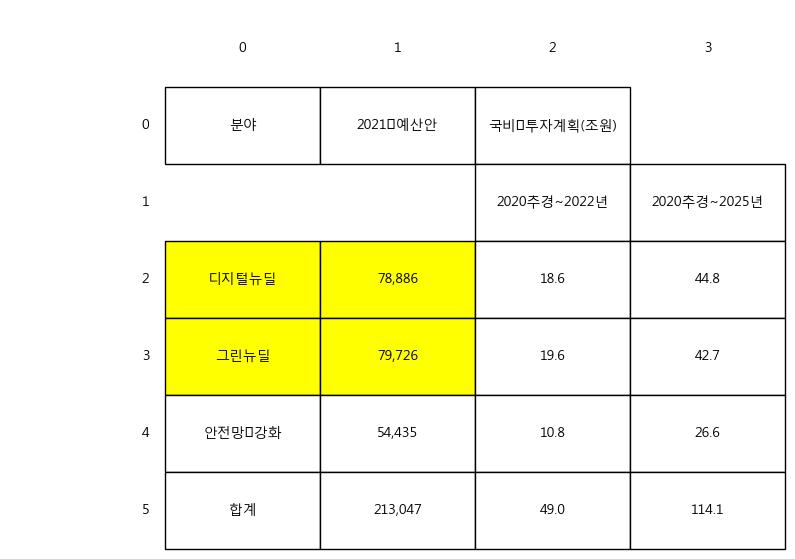 0 1 2 3
0 분야 2021 예산안 국비 투자계획(조원)
1 2020추경~2022년 2020추경~2025년
2 디지털뉴딜 78,886 18.6 44.8
3 그린뉴딜 79,726 19.6 42.7
4 안전망 강화 54,435 10.8 26.6
5 합계 213,047 49.0 114.1